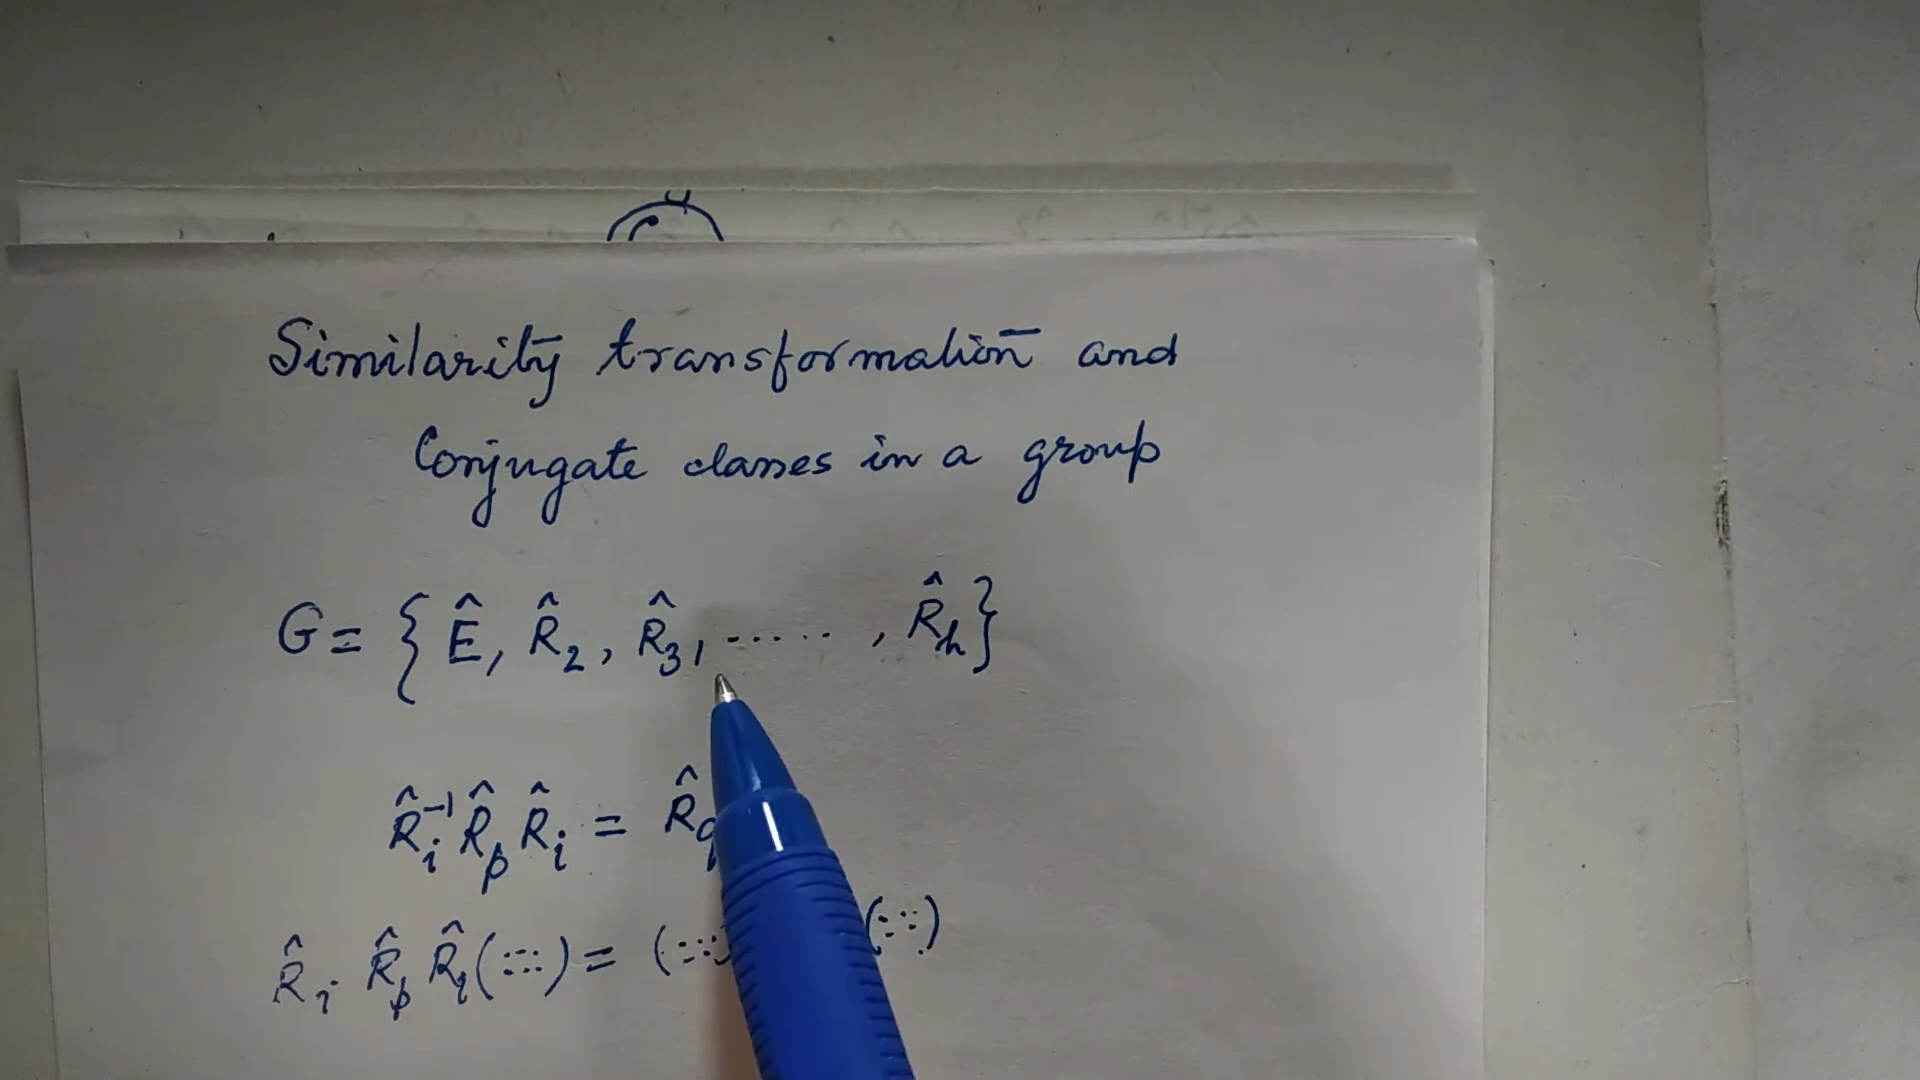 Similarity transformation and
Conjugate classes in a group
G = { Ê, R̂₂, R̂₃, ...... , R̂ₕ}
R̂ᵢ⁻¹ R̂ₚ R̂ᵢ = R̂q
R̂ᵢ R̂ₚ R̂ᵢ (:::) = (:::) (:::)